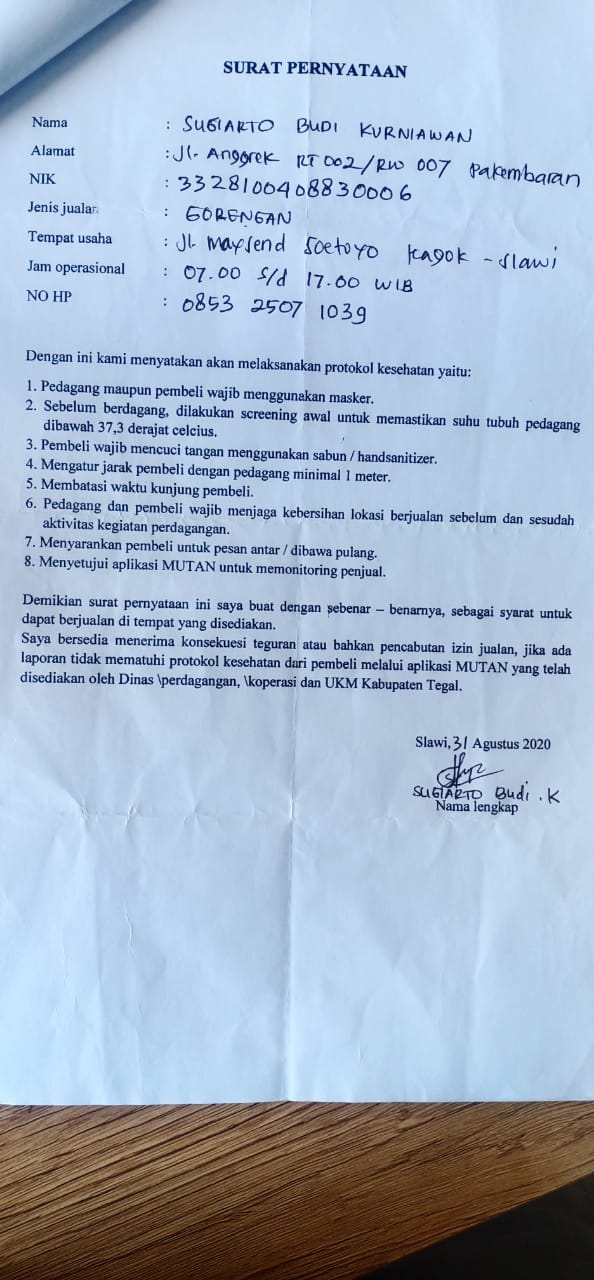 SURAT PERNYATAAN
Nama : SUGIARTO BUDI KURNIAWAN
Alamat : Jl. Anggrek RT 002/RW 007 Pakembaran
NIK : 3328100408830006
Jenis jualan : GORENGAN
Tempat usaha : Jl. Mayjend Soetoyo Kagok - Slawi
Jam operasional : 07.00 s/d 17.00 WIB
NO HP : 0853 2507 1039
Dengan ini kami menyatakan akan melaksanakan protokol kesehatan yaitu:
1. Pedagang maupun pembeli wajib menggunakan masker.
2. Sebelum berdagang, dilakukan screening awal untuk memastikan suhu tubuh pedagang
dibawah 37,3 derajat celcius.
3. Pembeli wajib mencuci tangan menggunakan sabun / handsanitizer.
4. Mengatur jarak pembeli dengan pedagang minimal 1 meter.
5. Membatasi waktu kunjung pembeli.
6. Pedagang dan pembeli wajib menjaga kebersihan lokasi berjualan sebelum dan sesudah
aktivitas kegiatan perdagangan.
7. Menyarankan pembeli untuk pesan antar / dibawa pulang.
8. Menyetujui aplikasi MUTAN untuk memonitoring penjual.
Demikian surat pernyataan ini saya buat dengan sebenar – benarnya, sebagai syarat untuk
dapat berjualan di tempat yang disediakan.
Saya bersedia menerima konsekuesi teguran atau bahkan pencabutan izin jualan, jika ada
laporan tidak mematuhi protokol kesehatan dari pembeli melalui aplikasi MUTAN yang telah
disediakan oleh Dinas \perdagangan, \koperasi dan UKM Kabupaten Tegal.
Slawi, 31 Agustus 2020
SUGIARTO Budi . K
Nama lengkap